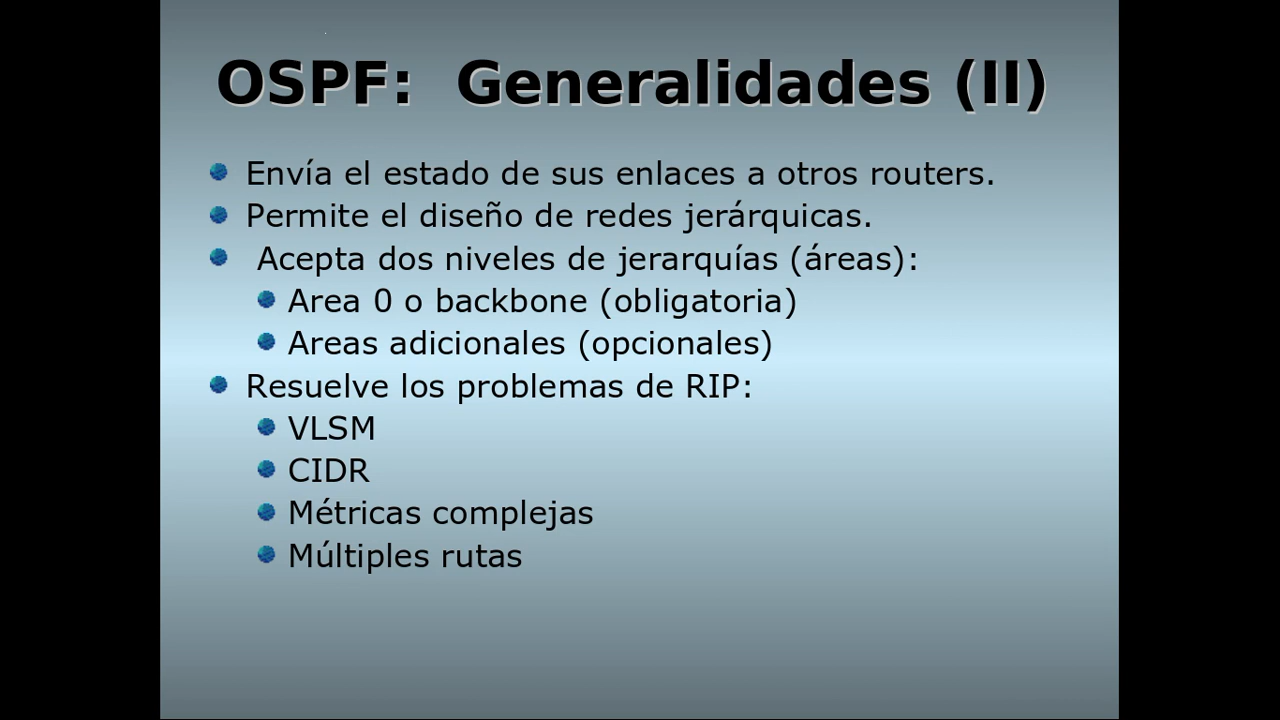 OSPF: Generalidades (II)
Envía el estado de sus enlaces a otros routers.
Permite el diseño de redes jerárquicas.
Acepta dos niveles de jerarquías (áreas):
Area 0 o backbone (obligatoria)
Areas adicionales (opcionales)
Resuelve los problemas de RIP:
VLSM
CIDR
Métricas complejas
Múltiples rutas